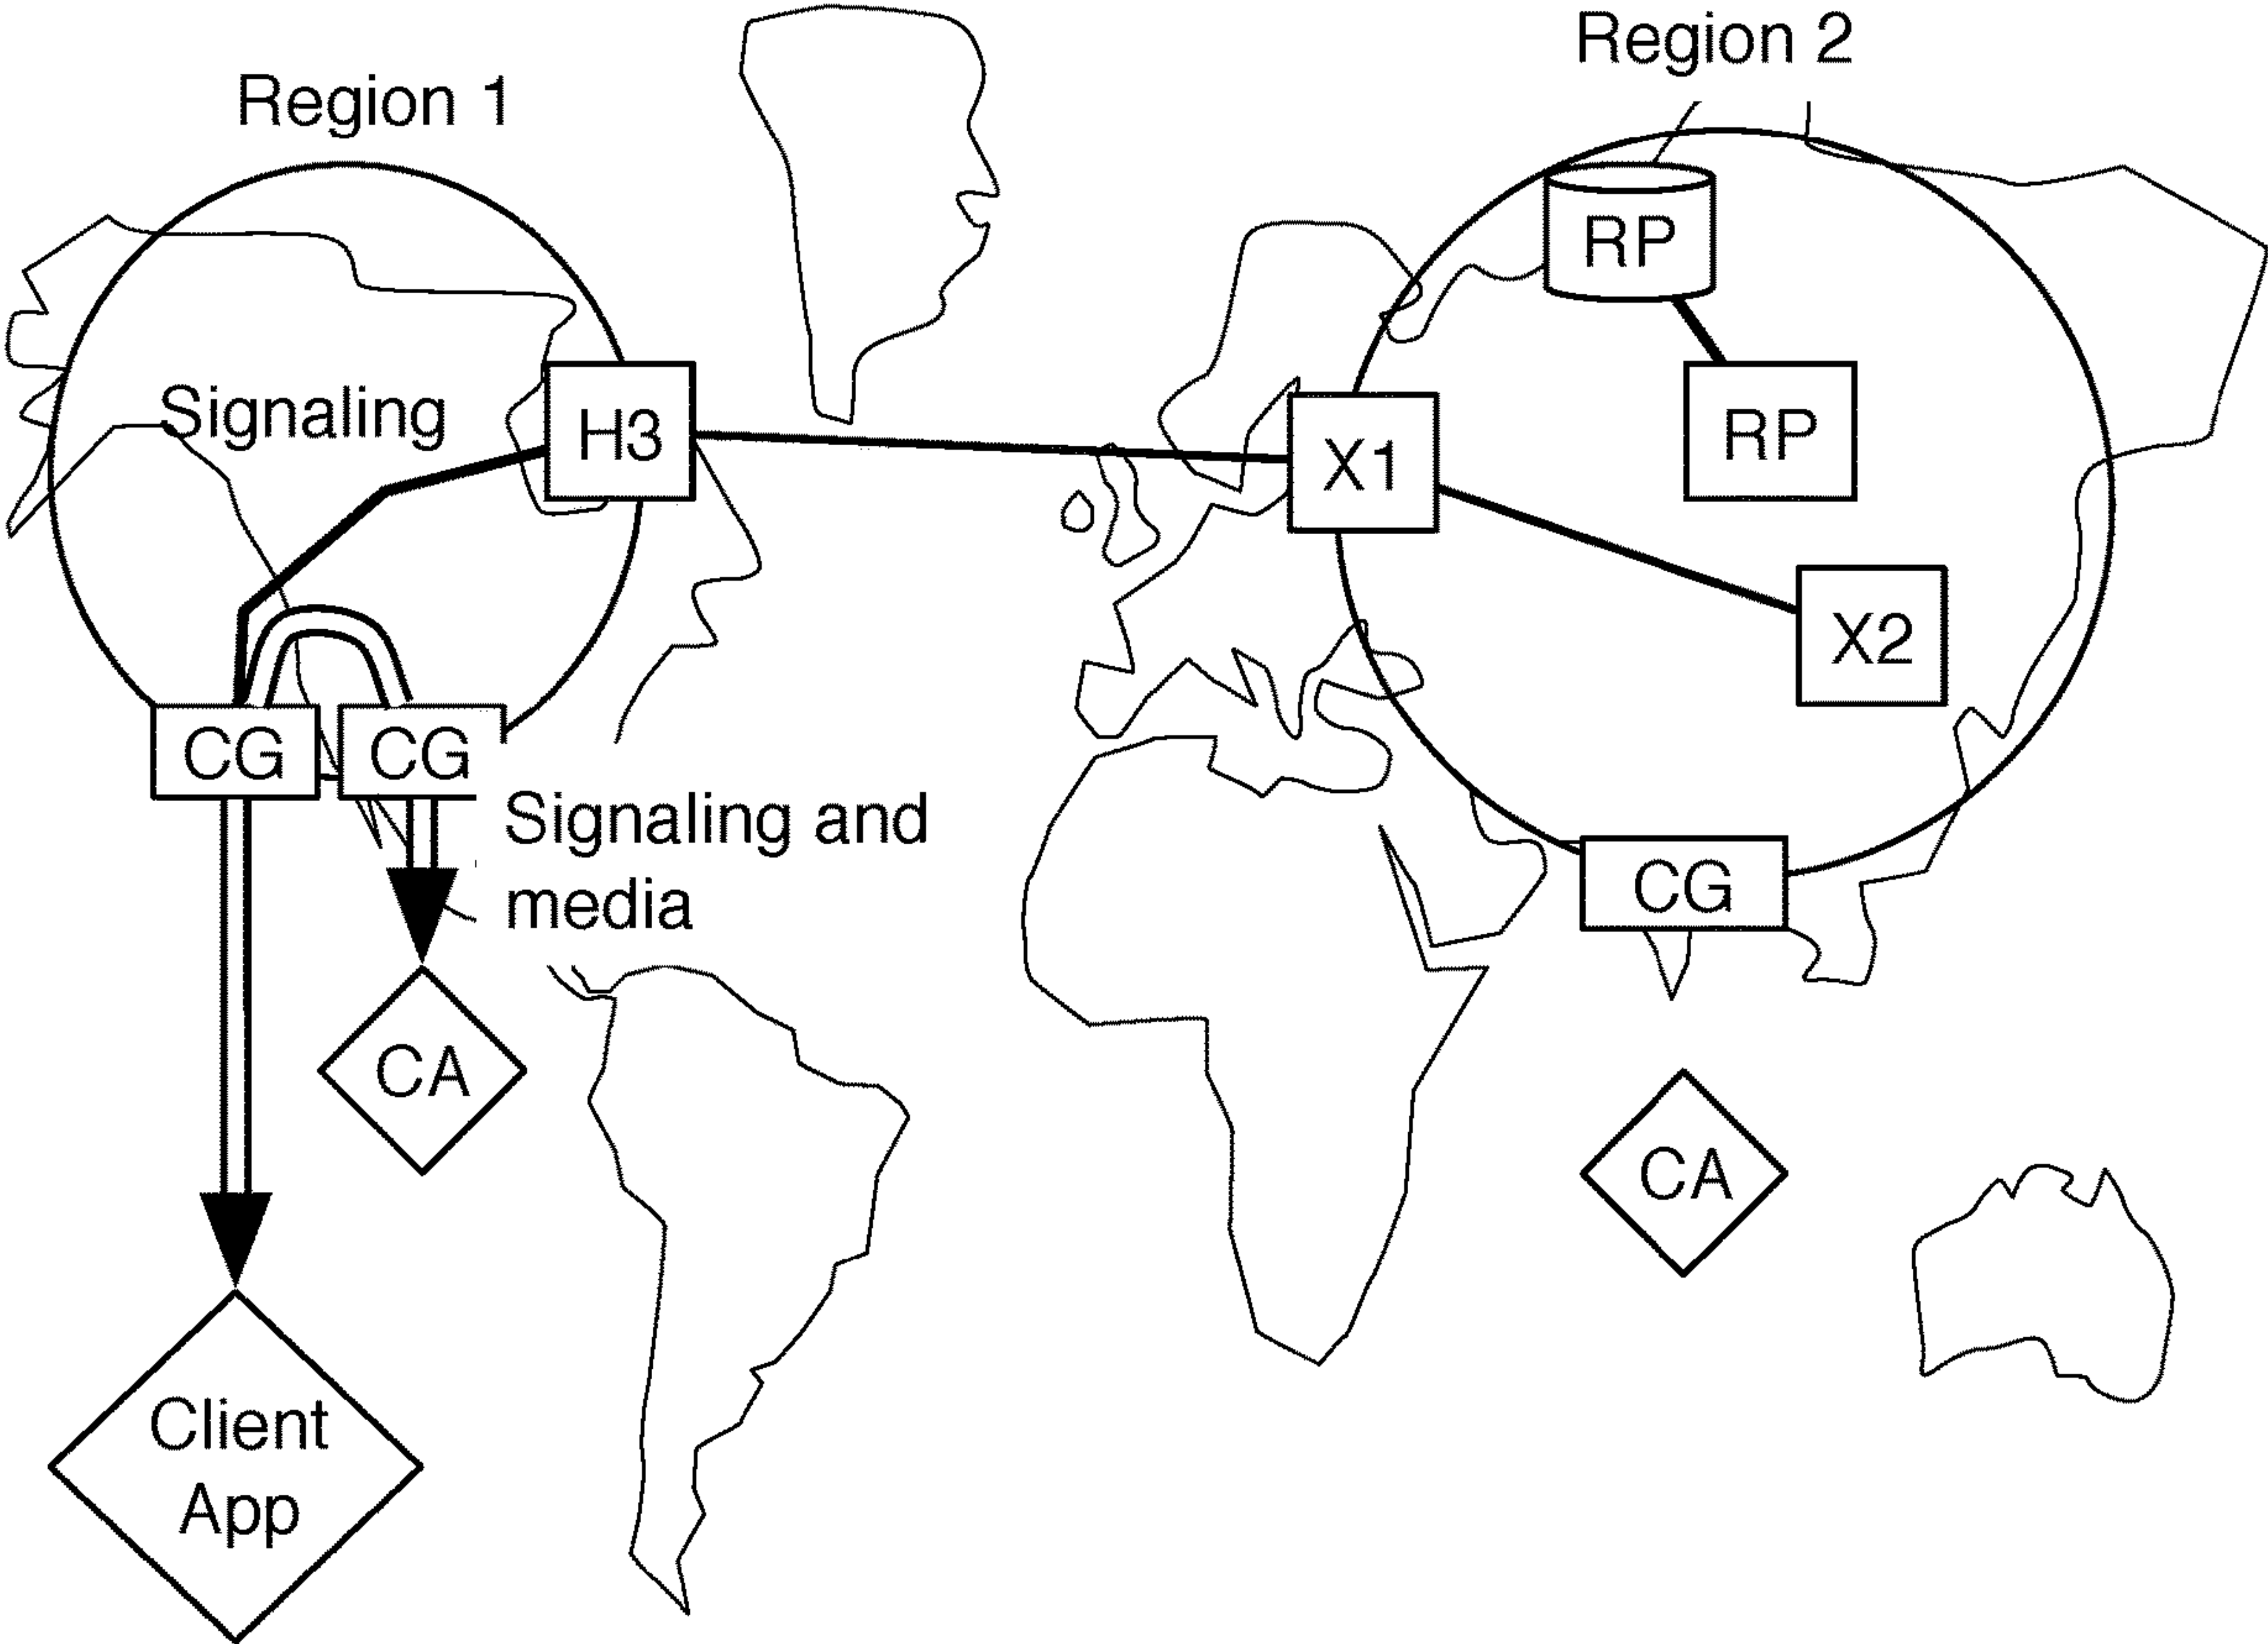 Region 1
Region 2
RP
Signaling
H3
X1
RP
X2
CG
CG
Signaling and
media
CG
CA
CA
Client
App